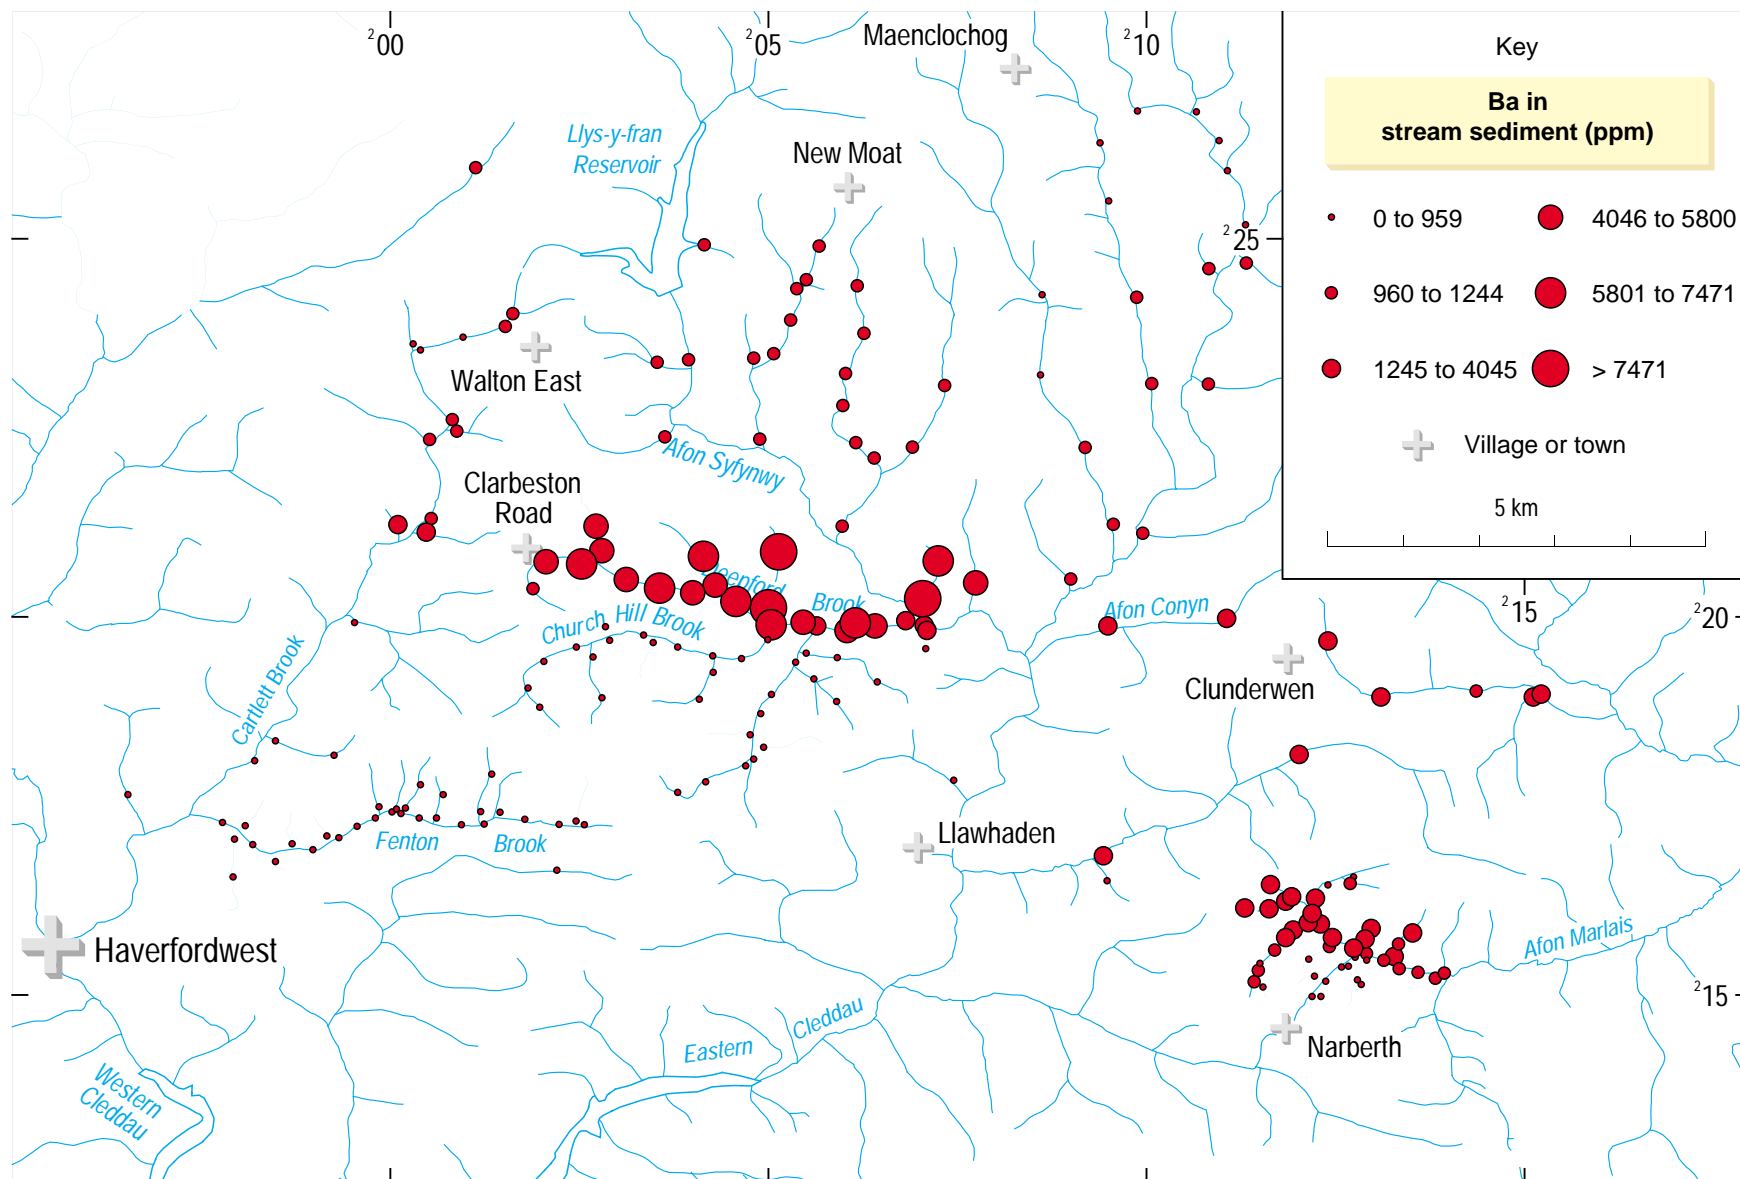 ²00
²05
²10
Maenclochog
Key
Ba in
stream sediment (ppm)
Llys-y-fran
Reservoir
New Moat
0 to 959
4046 to 5800
²25
960 to 1244
5801 to 7471
1245 to 4045
> 7471
Walton East
Village or town
Afon Syfynwy
Clarbeston
Road
5 km
Deepford
Brook
Church Hill Brook
Afon Conyn
²15
²20
Cartlett Brook
Clunderwen
Fenton
Brook
Llawhaden
Haverfordwest
Afon Marlais
²15
Cleddau
Eastern
Narberth
Western
Cleddau